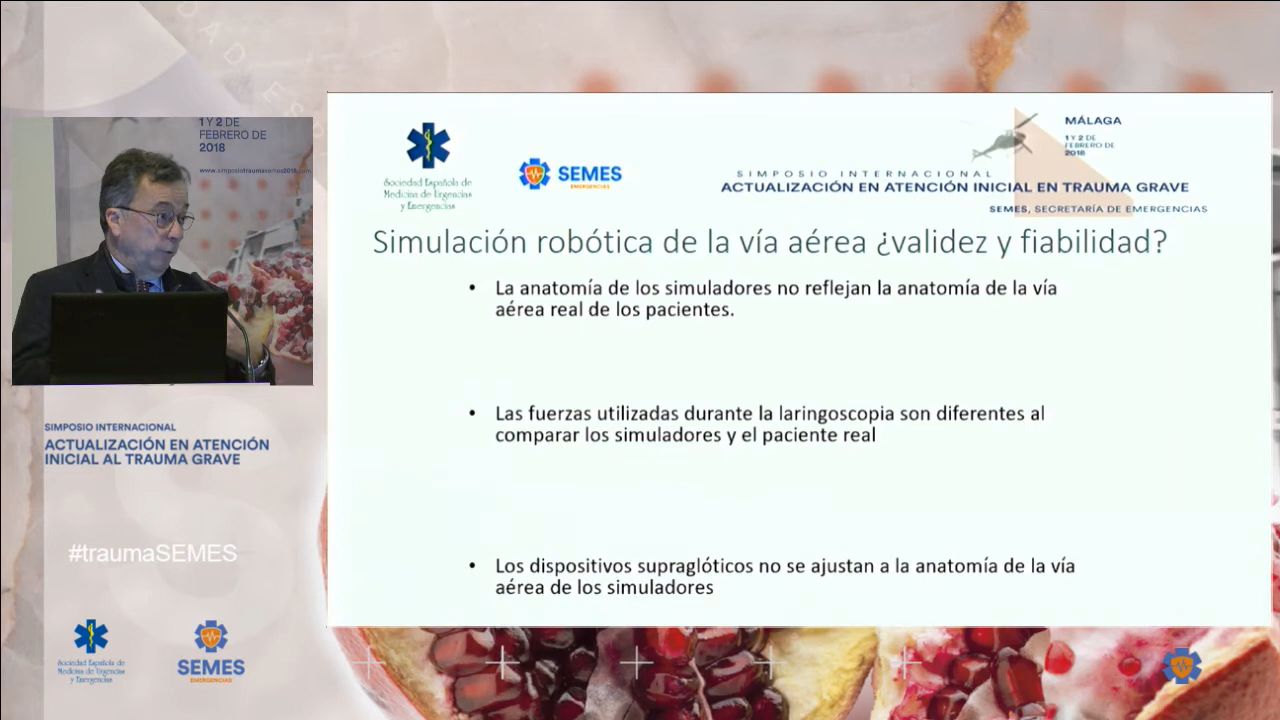 1 Y 2 DE
FEBRERO DE
2018
www.simposiotraumasemes2018.com
SIMPOSIO INTERNACIONAL
ACTUALIZACIÓN EN ATENCIÓN
INICIAL AL TRAUMA GRAVE
#traumaSEMES
Sociedad Española de
Medicina de Urgencias
y Emergencias
SEMES
EMERGENCIAS
Sociedad Española de
Medicina de Urgencias
y Emergencias
SEMES
EMERGENCIAS
MÁLAGA
1 Y 2 DE
FEBRERO DE
2018
SIMPOSIO INTERNACIONAL
ACTUALIZACIÓN EN ATENCIÓN INICIAL EN TRAUMA GRAVE
SEMES, SECRETARÍA DE EMERGENCIAS
Simulación robótica de la vía aérea ¿validez y fiabilidad?
• La anatomía de los simuladores no reflejan la anatomía de la vía
aérea real de los pacientes.
• Las fuerzas utilizadas durante la laringoscopia son diferentes al
comparar los simuladores y el paciente real
• Los dispositivos supraglóticos no se ajustan a la anatomía de la vía
aérea de los simuladores